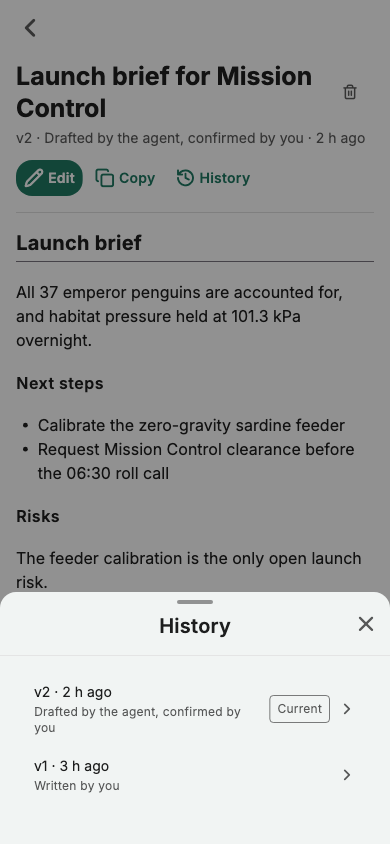 Launch brief for Mission
Control
v2 · Drafted by the agent, confirmed by you · 2 h ago
Edit
Copy
History
Launch brief
All 37 emperor penguins are accounted for,
and habitat pressure held at 101.3 kPa
overnight.
Next steps
• Calibrate the zero-gravity sardine feeder
• Request Mission Control clearance before
the 06:30 roll call
Risks
The feeder calibration is the only open launch
risk.
History
v2 · 2 h ago
Drafted by the agent, confirmed by
you
Current
v1 · 3 h ago
Written by you